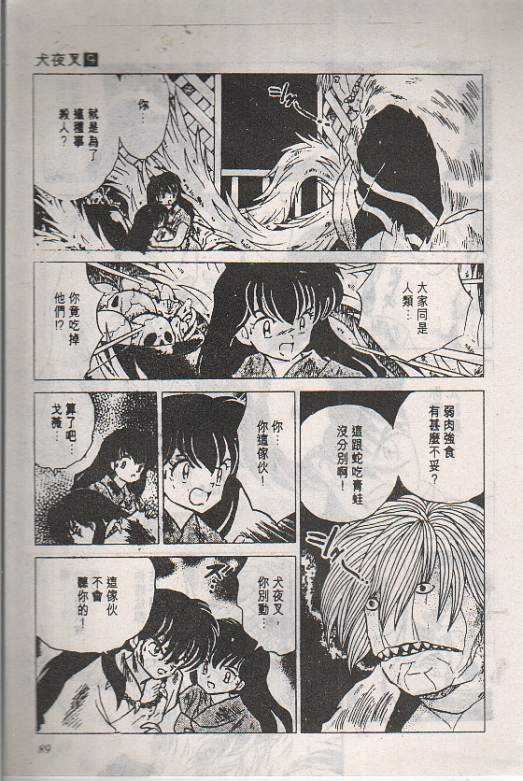 犬夜叉
你…
就是為了
這種事
殺人？
大家同是
人類…
你竟吃掉
他們!?
弱肉強食
有甚麼不妥？
這跟蛇吃青蛙
沒分別啊！
你…
你這傢伙！
算了吧…
戈薇…
犬夜叉，
你別動…
這傢伙
不會
聽你的！
89